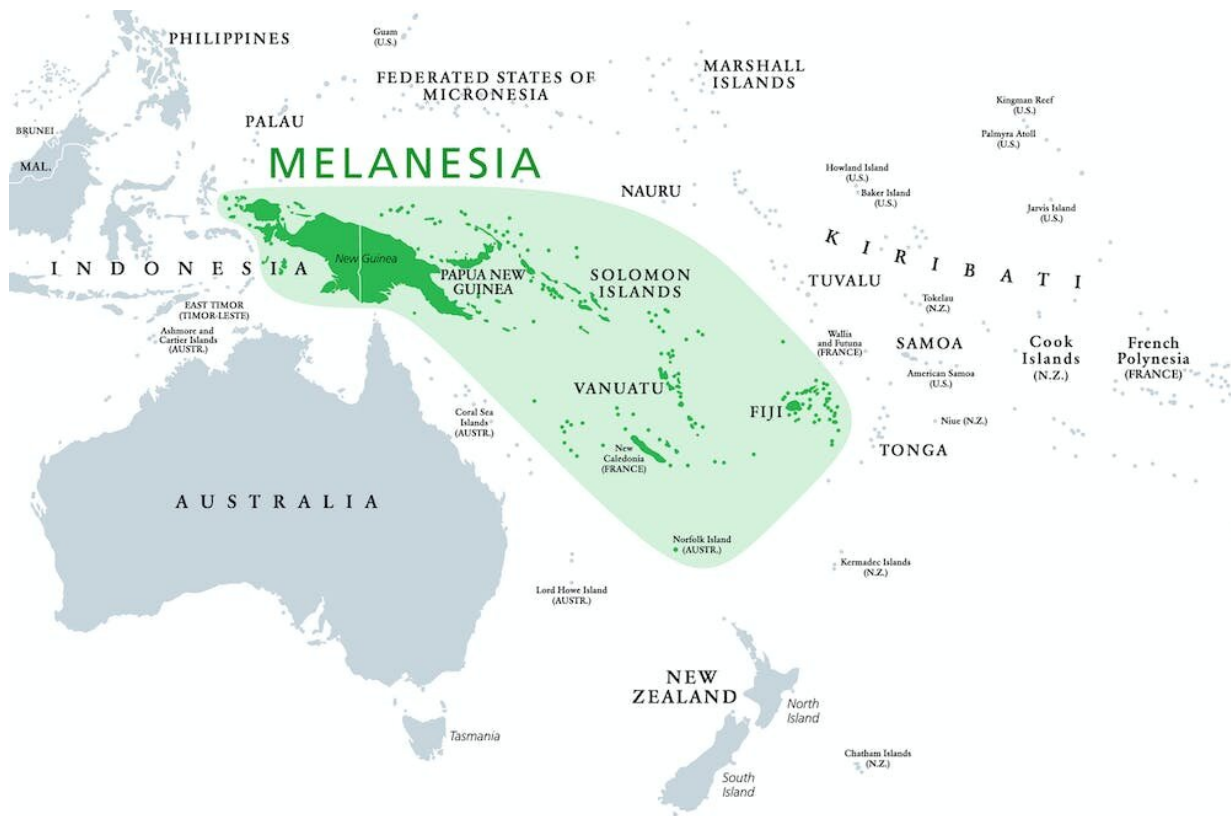 PHILIPPINES
Guam
(U.S.)
FEDERATED STATES OF
MICRONESIA
MARSHALL
ISLANDS
Kingman Reef
(U.S.)
Palmyra Atoll
(U.S.)
BRUNEI
MAL.
PALAU
MELANESIA
NAURU
Howland Island
(U.S.)
Baker Island
(U.S.)
Jarvis Island
(U.S.)
KIRIBATI
INDONESIA
New Guinea
PAPUA NEW
GUINEA
SOLOMON
ISLANDS
TUVALU
Tokelau
(N.Z.)
EAST TIMOR
(TIMOR-LESTE)
Ashmore and
Cartier Islands
(AUSTR.)
Wallis
and Futuna
(FRANCE)
SAMOA
American Samoa
(U.S.)
Cook
Islands
(N.Z.)
French
Polynesia
(FRANCE)
VANUATU
FIJI
Coral Sea
Islands
(AUSTR.)
New
Caledonia
(FRANCE)
Niue (N.Z.)
TONGA
AUSTRALIA
Norfolk Island
(AUSTR.)
Kermadec Islands
(N.Z.)
Lord Howe Island
(AUSTR.)
NEW
ZEALAND
North
Island
Tasmania
Chatham Islands
(N.Z.)
South
Island